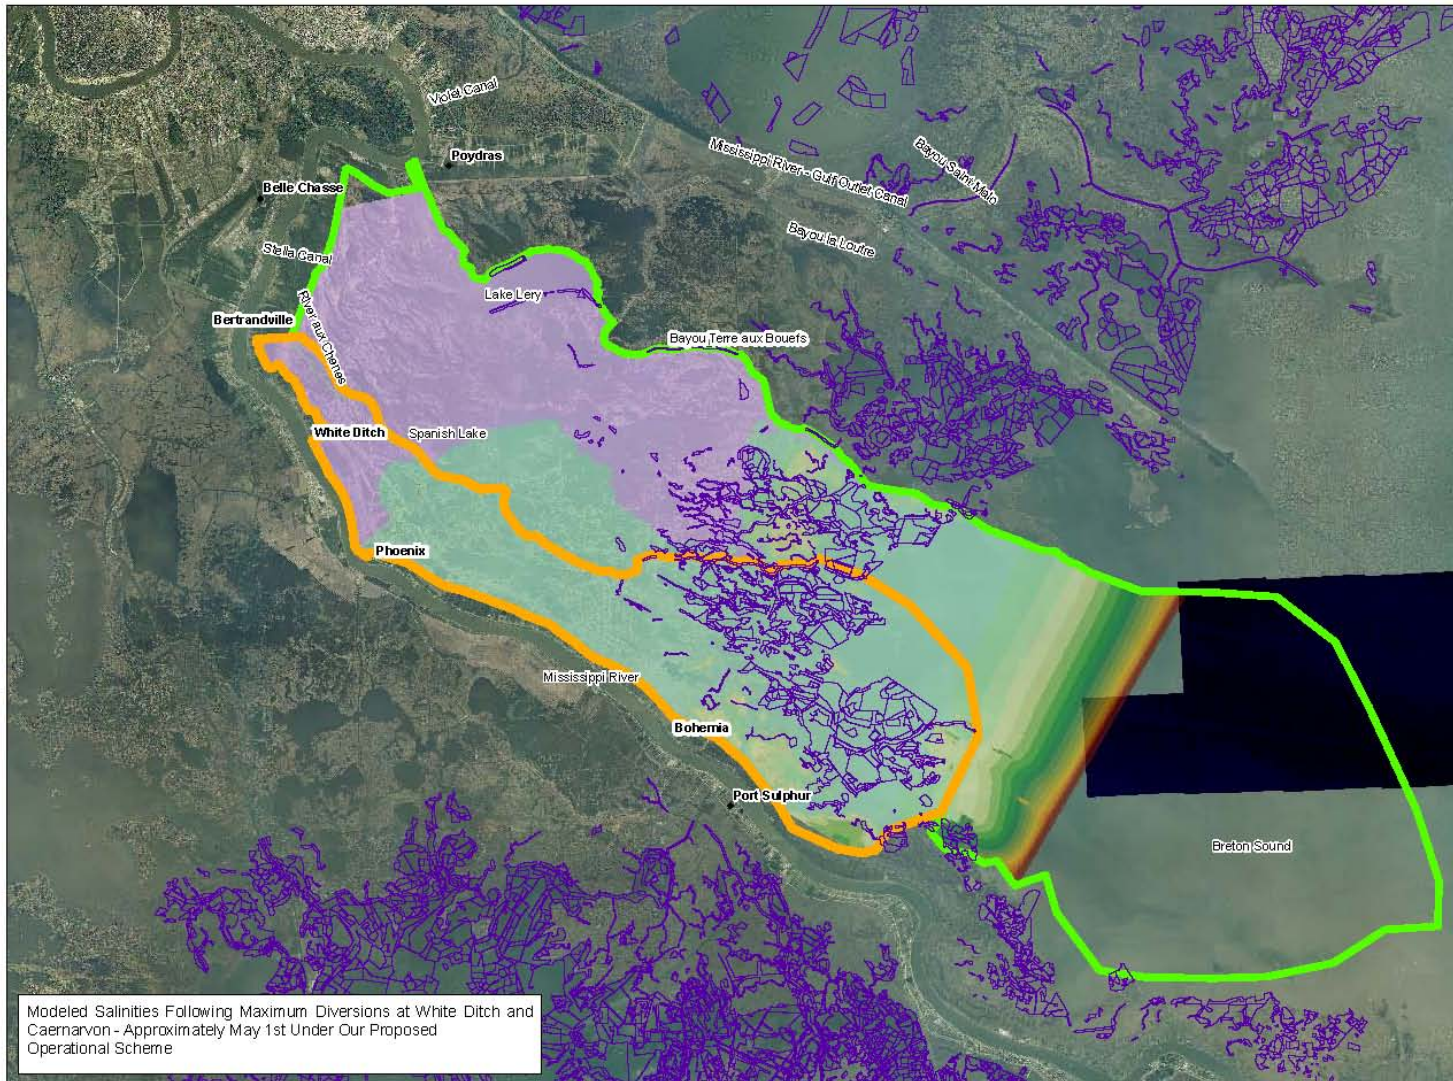 Violet Canal
Poydras
Belle Chasse
Mississippi River - Gulf Outlet Canal
Bayou Saint Malo
Bayou la Loutre
Stella Canal
Lake Lery
River aux Chenes
Bertrandville
Bayou Terre aux Bouefs
White Ditch
Spanish Lake
Phoenix
Mississippi River
Bohemia
Port Sulphur
Breton Sound
Modeled Salinities Following Maximum Diversions at White Ditch and
Caernarvon - Approximately May 1st Under Our Proposed
Operational Scheme